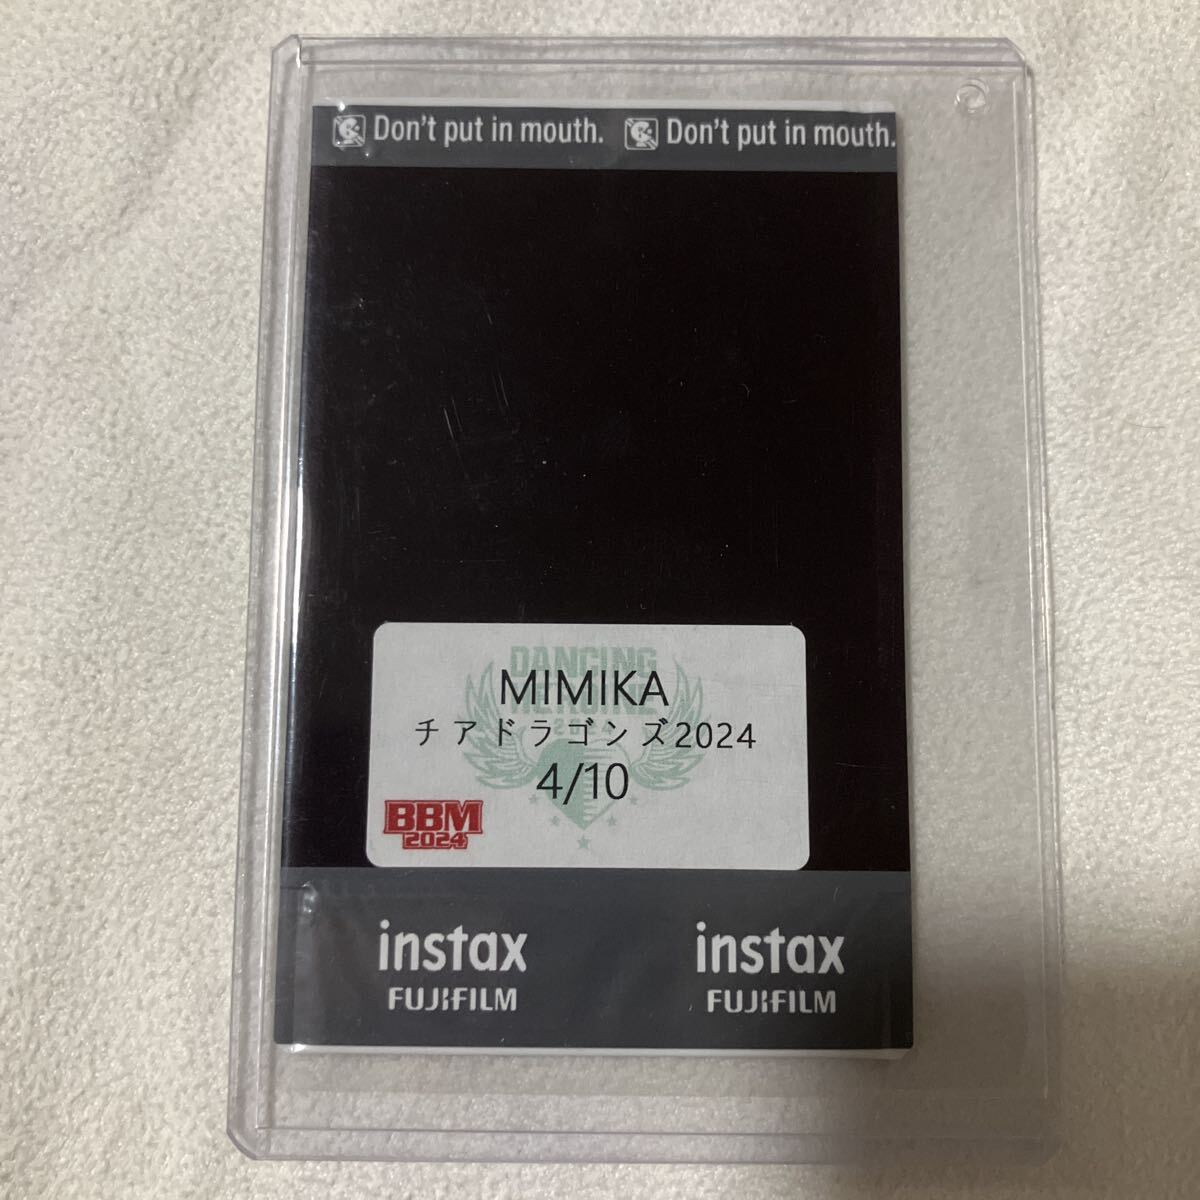 Don't put in mouth. Don't put in mouth.
DANCING
MIMIKA
チアドラゴンズ2024
4/10
BBM
2024
instax instax
FUJIFILM FUJIFILM